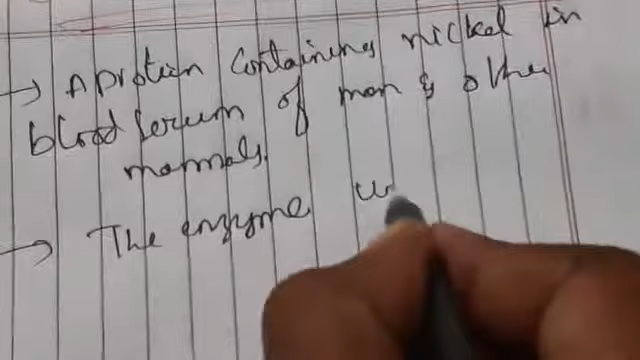 → A protein containing nickel in
blood serum of man & other
mammals.
→ The enzyme u